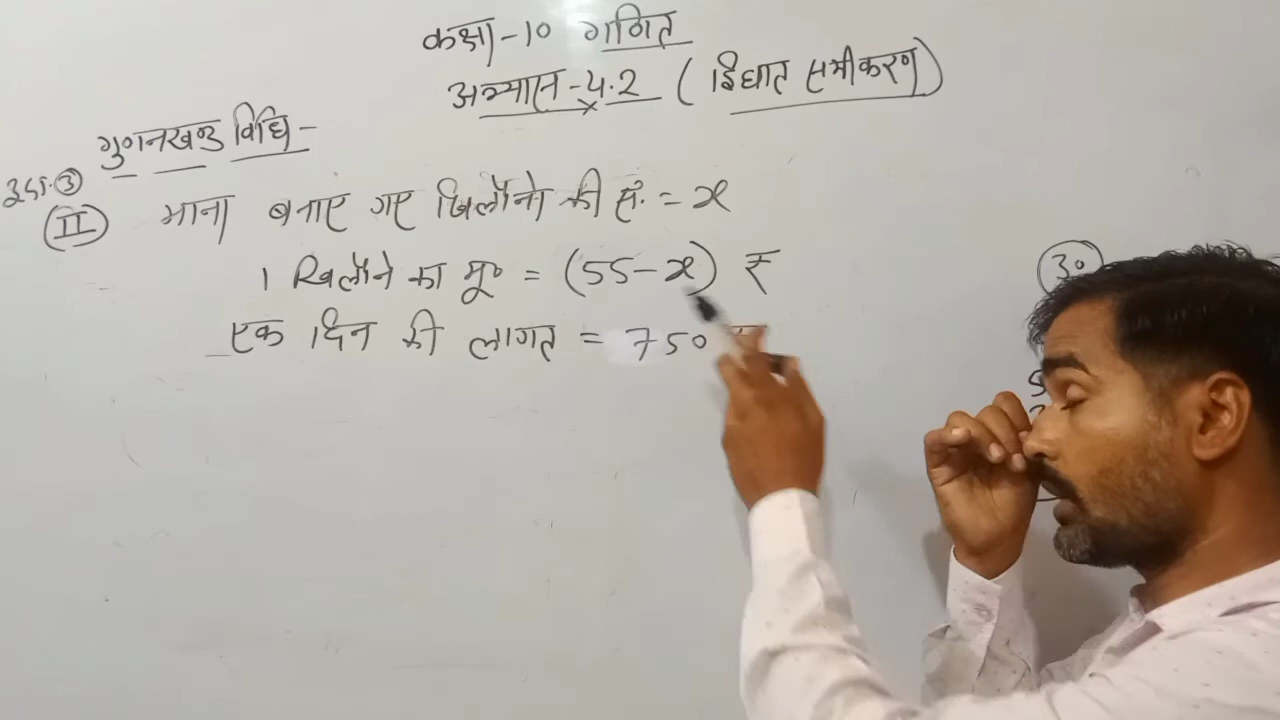 कक्षा-10 गणित
अभ्यास-4.2 (द्विघात समीकरण)
गुणनखण्ड विधि-
③
(II) माना बनाए गए खिलौनो की सं. = x
1 खिलौने का मू० = (55-x) ₹
एक दिन की लागत = 750
30